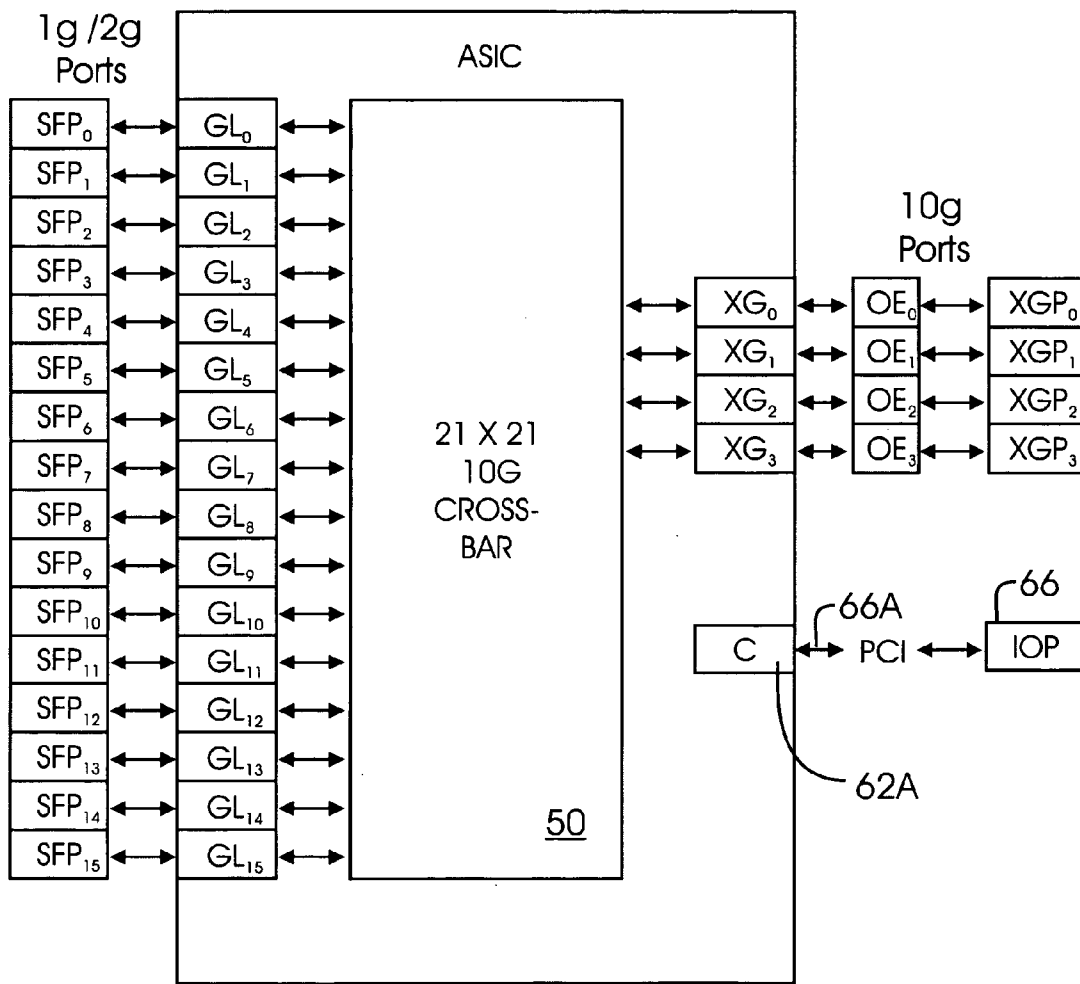 1g /2g
Ports
ASIC
SFP₀ GL₀
SFP₁ GL₁
SFP₂ GL₂
SFP₃ GL₃
SFP₄ GL₄
SFP₅ GL₅
SFP₆ GL₆
SFP₇ GL₇
SFP₈ GL₈
SFP₉ GL₉
SFP₁₀ GL₁₀
SFP₁₁ GL₁₁
SFP₁₂ GL₁₂
SFP₁₃ GL₁₃
SFP₁₄ GL₁₄
SFP₁₅ GL₁₅
21 X 21
10G
CROSS-
BAR
50
10g
Ports
XG₀ OE₀ XGP₀
XG₁ OE₁ XGP₁
XG₂ OE₂ XGP₂
XG₃ OE₃ XGP₃
66A 66
C PCI IOP
62A